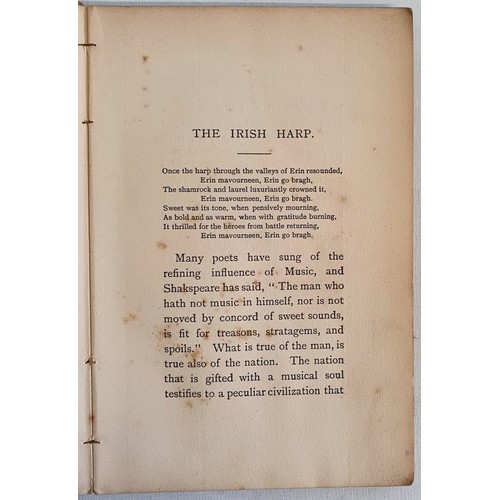 THE IRISH HARP.
Once the harp through the valleys of Erin resounded,
Erin mavourneen, Erin go bragh,
The shamrock and laurel luxuriantly crowned it,
Erin mavourneen, Erin go bragh.
Sweet was its tone, when pensively mourning,
As bold and as warm, when with gratitude burning,
It thrilled for the heroes from battle returning,
Erin mavourneen, Erin go bragh.
Many poets have sung of the
refining influence of Music, and
Shakspeare has said, “ The man who
hath not music in himself, nor is not
moved by concord of sweet sounds,
is fit for treasons, stratagems, and
spoils.” What is true of the man, is
true also of the nation. The nation
that is gifted with a musical soul
testifies to a peculiar civilization that